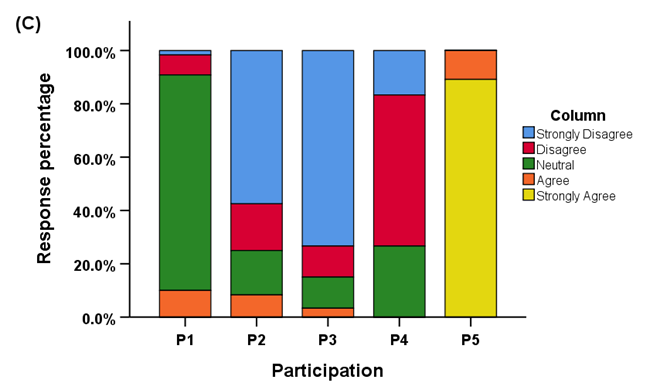 (C)
Response percentage
100.0%
80.0%
60.0%
40.0%
20.0%
0.0%
P1 P2 P3 P4 P5
Participation
Column
Strongly Disagree
Disagree
Neutral
Agree
Strongly Agree